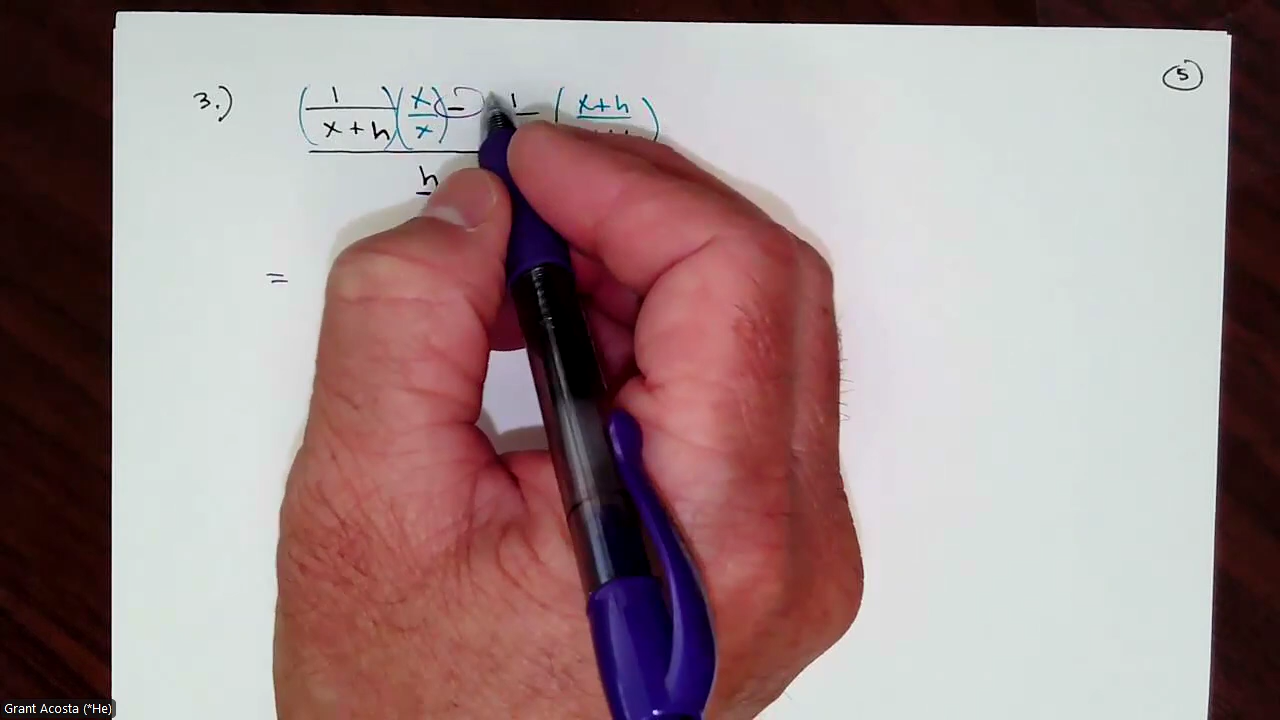 5
3.) (1/x+h)(x/x) - 1/ (x+h/
h
=
Grant Acosta (*He)